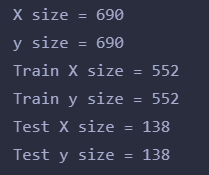 X size = 690
y size = 690
Train X size = 552
Train y size = 552
Test X size = 138
Test y size = 138